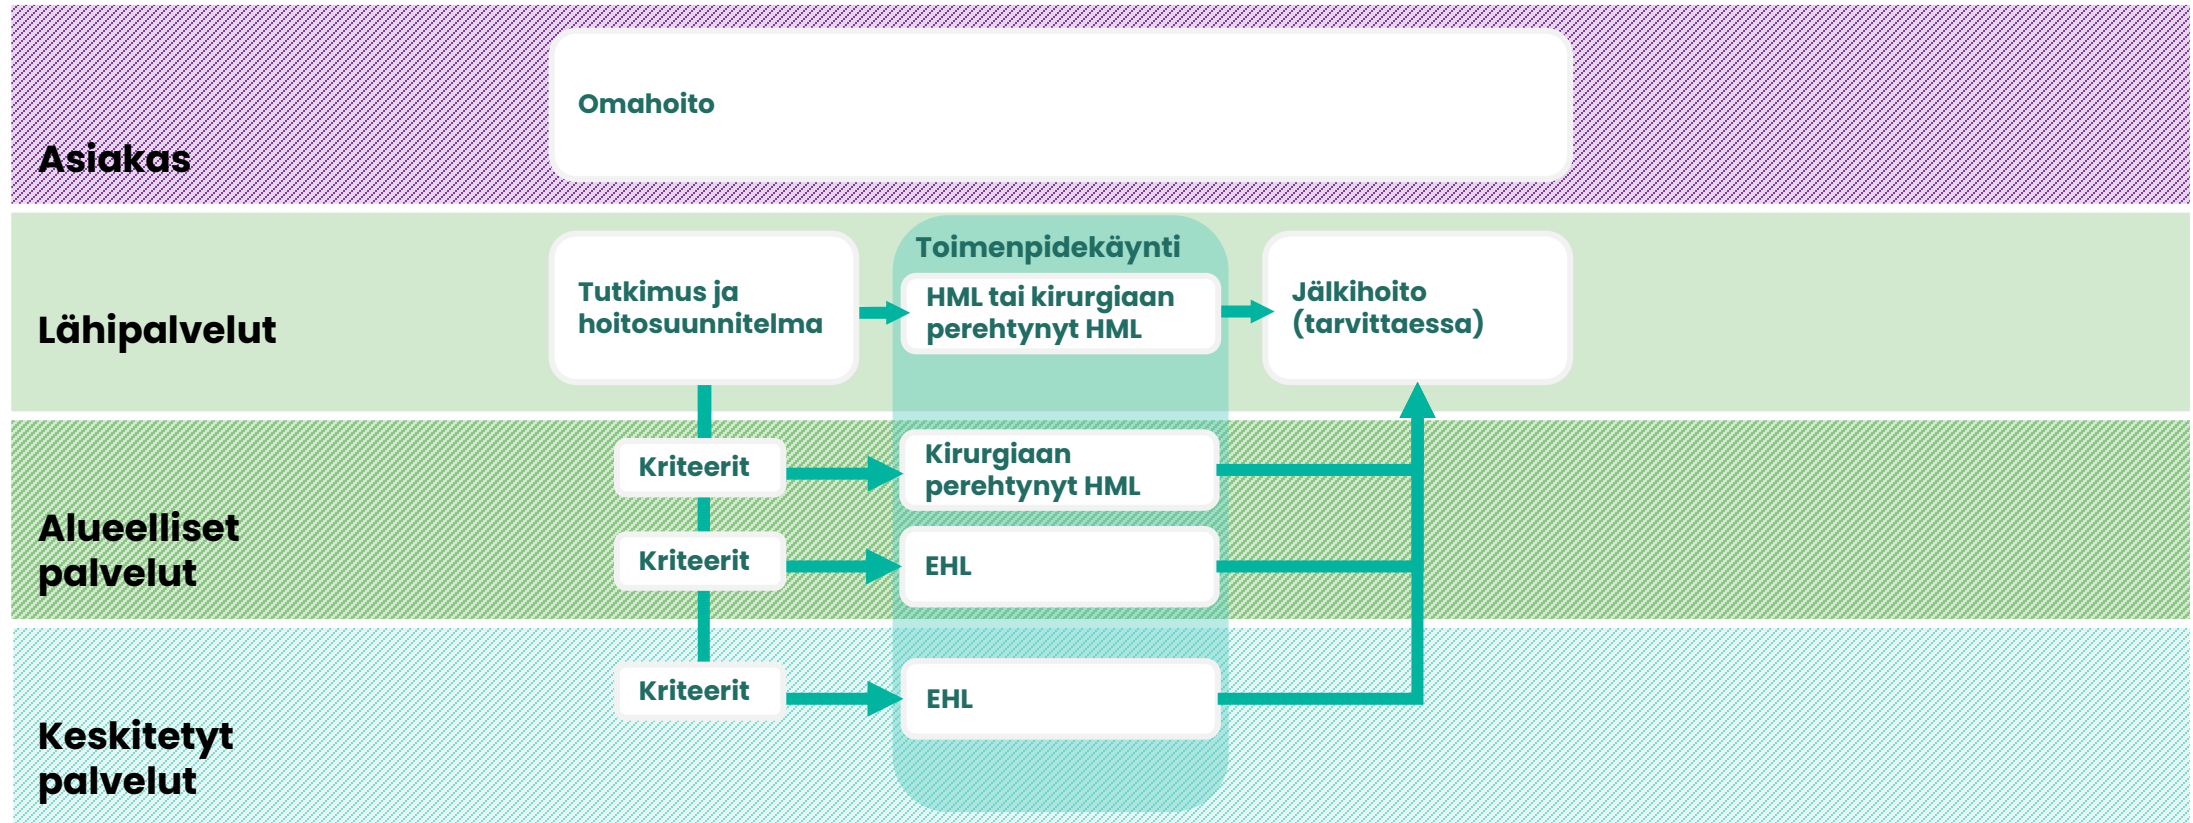 Omahoito
Asiakas
Toimenpidekäynti
Tutkimus ja
hoitosuunnitelma
HML tai kirurgiaan
perehtynyt HML
Jälkihoito
(tarvittaessa)
Lähipalvelut
Kriteerit
Kirurgiaan
perehtynyt HML
Alueelliset
palvelut
Kriteerit
EHL
Kriteerit
EHL
Keskitetyt
palvelut